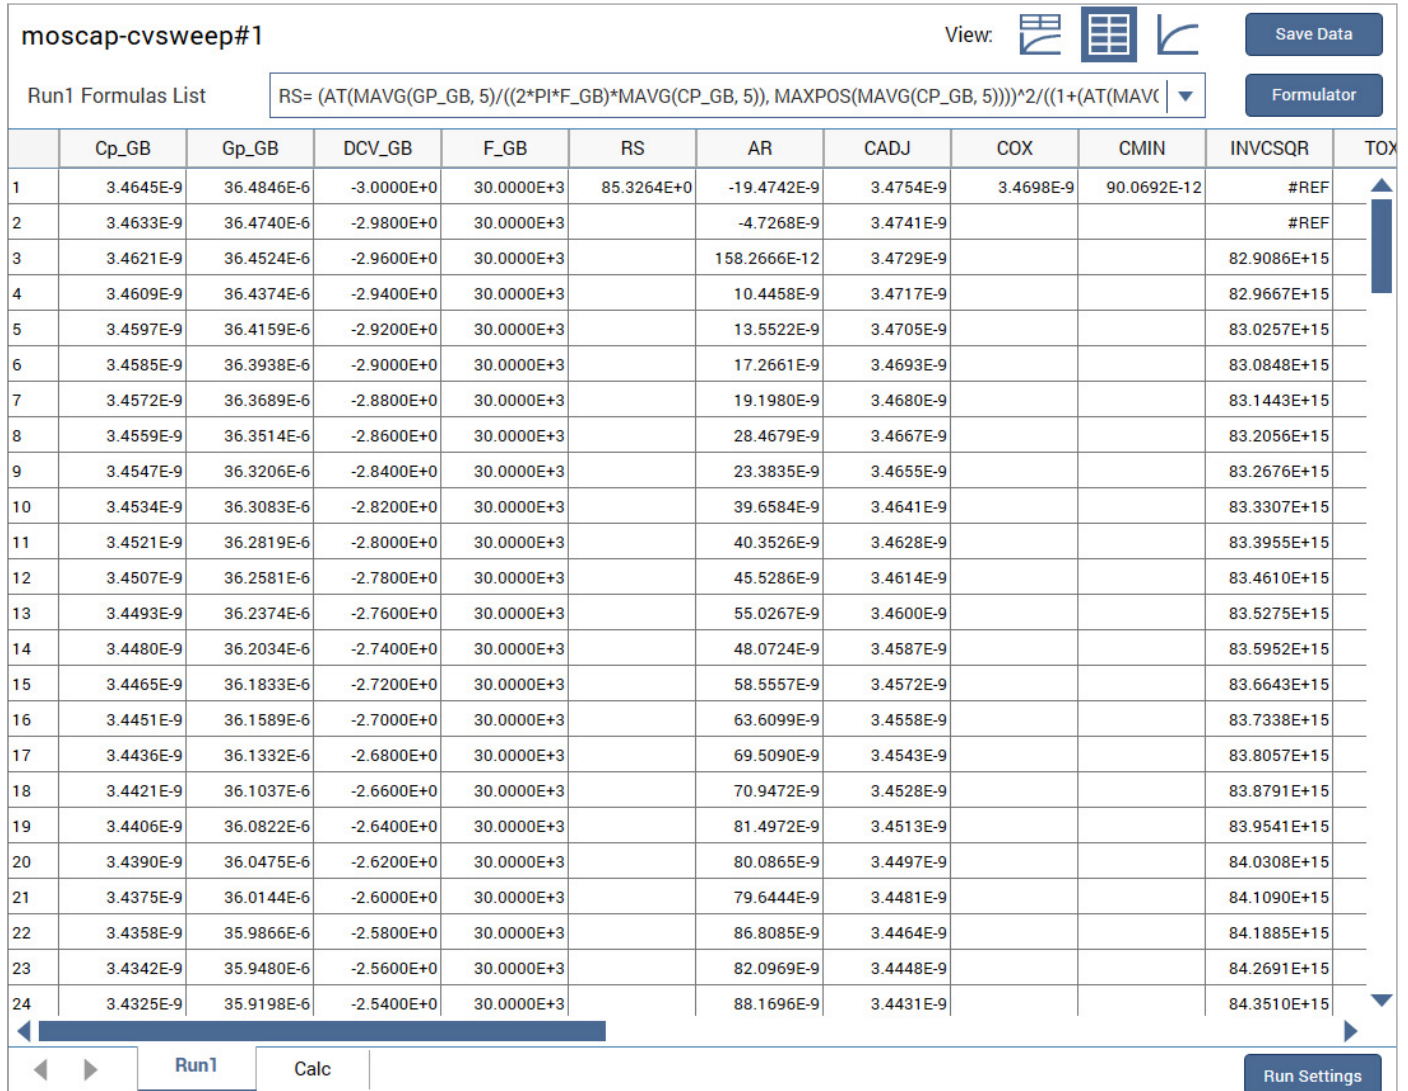 moscap-cvsweep#1 View: Save Data
Run1 Formulas List RS= (AT(MAVG(GP_GB, 5)/((2*PI*F_GB)*MAVG(CP_GB, 5)), MAXPOS(MAVG(CP_GB, 5))))^2/((1+(AT(MAVG Formulator
Cp_GB Gp_GB DCV_GB F_GB RS AR CADJ COX CMIN INVCSQR TOX
1 3.4645E-9 36.4846E-6 -3.0000E+0 30.0000E+3 85.3264E+0 -19.4742E-9 3.4754E-9 3.4698E-9 90.0692E-12 #REF
2 3.4633E-9 36.4740E-6 -2.9800E+0 30.0000E+3 -4.7268E-9 3.4741E-9 #REF
3 3.4621E-9 36.4524E-6 -2.9600E+0 30.0000E+3 158.2666E-12 3.4729E-9 82.9086E+15
4 3.4609E-9 36.4374E-6 -2.9400E+0 30.0000E+3 10.4458E-9 3.4717E-9 82.9667E+15
5 3.4597E-9 36.4159E-6 -2.9200E+0 30.0000E+3 13.5522E-9 3.4705E-9 83.0257E+15
6 3.4585E-9 36.3938E-6 -2.9000E+0 30.0000E+3 17.2661E-9 3.4693E-9 83.0848E+15
7 3.4572E-9 36.3689E-6 -2.8800E+0 30.0000E+3 19.1980E-9 3.4680E-9 83.1443E+15
8 3.4559E-9 36.3514E-6 -2.8600E+0 30.0000E+3 28.4679E-9 3.4667E-9 83.2056E+15
9 3.4547E-9 36.3206E-6 -2.8400E+0 30.0000E+3 23.3835E-9 3.4655E-9 83.2676E+15
10 3.4534E-9 36.3083E-6 -2.8200E+0 30.0000E+3 39.6584E-9 3.4641E-9 83.3307E+15
11 3.4521E-9 36.2819E-6 -2.8000E+0 30.0000E+3 40.3526E-9 3.4628E-9 83.3955E+15
12 3.4507E-9 36.2581E-6 -2.7800E+0 30.0000E+3 45.5286E-9 3.4614E-9 83.4610E+15
13 3.4493E-9 36.2374E-6 -2.7600E+0 30.0000E+3 55.0267E-9 3.4600E-9 83.5275E+15
14 3.4480E-9 36.2034E-6 -2.7400E+0 30.0000E+3 48.0724E-9 3.4587E-9 83.5952E+15
15 3.4465E-9 36.1833E-6 -2.7200E+0 30.0000E+3 58.5557E-9 3.4572E-9 83.6643E+15
16 3.4451E-9 36.1589E-6 -2.7000E+0 30.0000E+3 63.6099E-9 3.4558E-9 83.7338E+15
17 3.4436E-9 36.1332E-6 -2.6800E+0 30.0000E+3 69.5090E-9 3.4543E-9 83.8057E+15
18 3.4421E-9 36.1037E-6 -2.6600E+0 30.0000E+3 70.9472E-9 3.4528E-9 83.8791E+15
19 3.4406E-9 36.0822E-6 -2.6400E+0 30.0000E+3 81.4972E-9 3.4513E-9 83.9541E+15
20 3.4390E-9 36.0475E-6 -2.6200E+0 30.0000E+3 80.0865E-9 3.4497E-9 84.0308E+15
21 3.4375E-9 36.0144E-6 -2.6000E+0 30.0000E+3 79.6444E-9 3.4481E-9 84.1090E+15
22 3.4358E-9 35.9866E-6 -2.5800E+0 30.0000E+3 86.8085E-9 3.4464E-9 84.1885E+15
23 3.4342E-9 35.9480E-6 -2.5600E+0 30.0000E+3 82.0969E-9 3.4448E-9 84.2691E+15
24 3.4325E-9 35.9198E-6 -2.5400E+0 30.0000E+3 88.1696E-9 3.4431E-9 84.3510E+15
Run1 Calc Run Settings